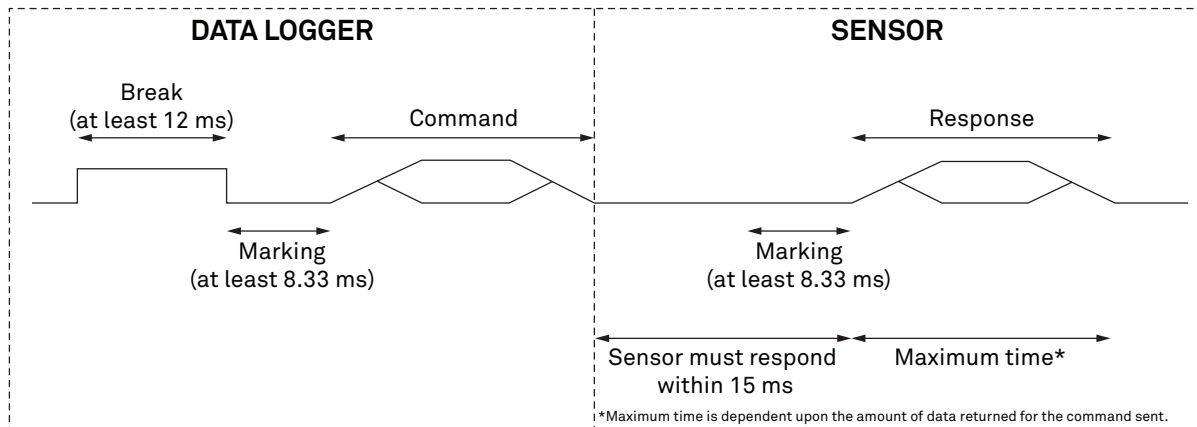 DATA LOGGER
SENSOR
Break
(at least 12 ms)
Command
Response
Marking
(at least 8.33 ms)
Marking
(at least 8.33 ms)
Sensor must respond
within 15 ms
Maximum time*
*Maximum time is dependent upon the amount of data returned for the command sent.